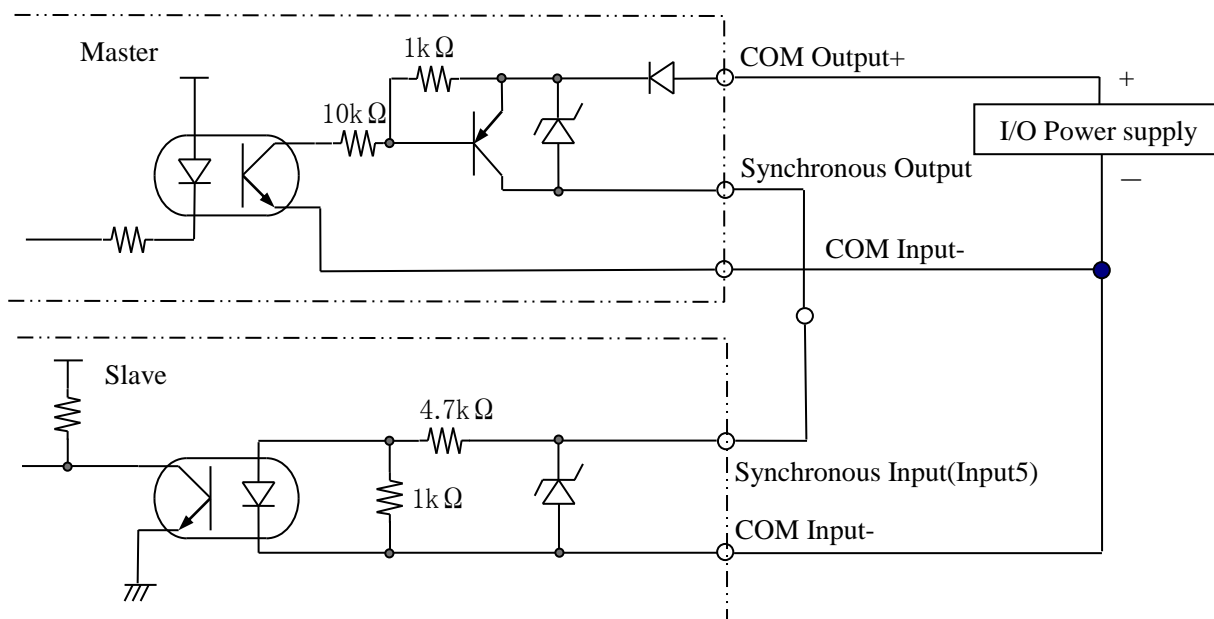 Master
1kΩ
10kΩ
COM Output+
+
I/O Power supply
Synchronous Output
—
COM Input-
Slave
4.7kΩ
1kΩ
Synchronous Input(Input5)
COM Input-